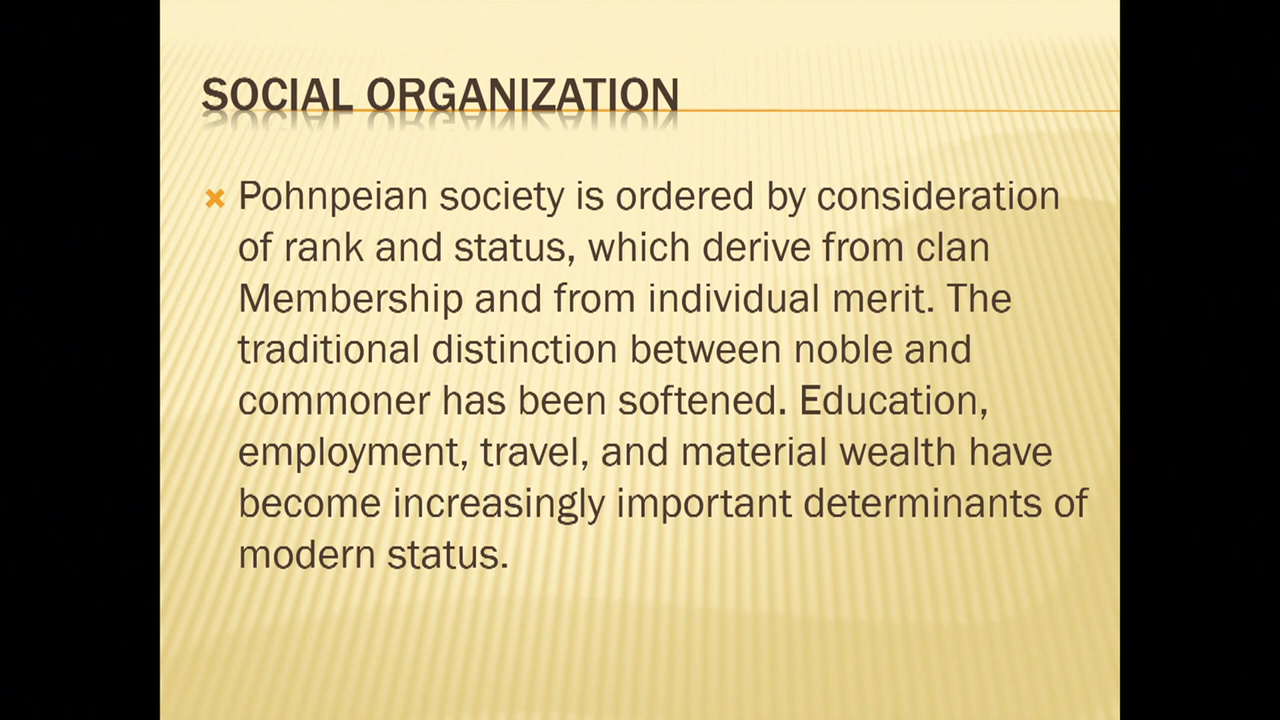 SOCIAL ORGANIZATION
Pohnpeian society is ordered by consideration
of rank and status, which derive from clan
Membership and from individual merit. The
traditional distinction between noble and
commoner has been softened. Education,
employment, travel, and material wealth have
become increasingly important determinants of
modern status.